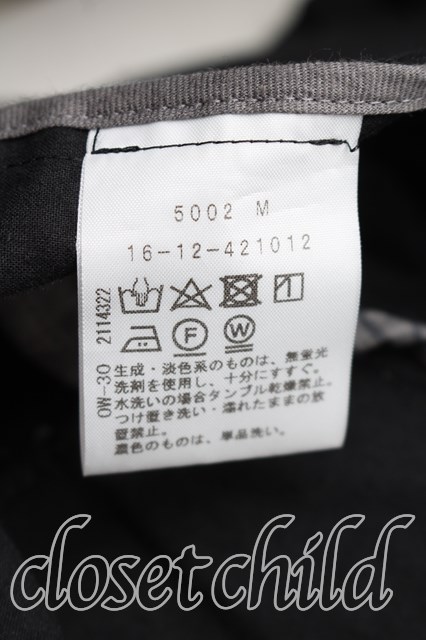 5002 M
16-12-421012
2114322
F
W
OW-30
生成・淡色系のものは、無蛍光
洗剤を使用し、十分にすすぐ。
水洗いの場合タンブル乾燥禁止。
つけ置き洗い・濡れたままの放
置禁止。
濃色のものは、単品洗い。
closet child